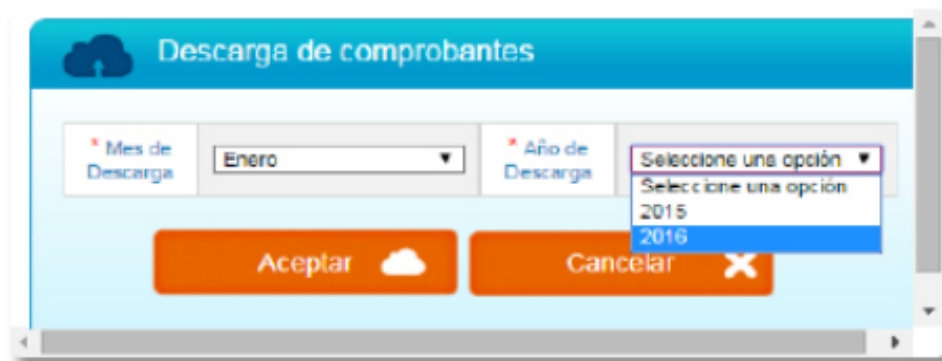 Descarga de comprobantes
* Mes de
Descarga
Enero
* Año de
Descarga
Seleccione una opción
Seleccione una opción
2015
2016
Aceptar
Cancelar